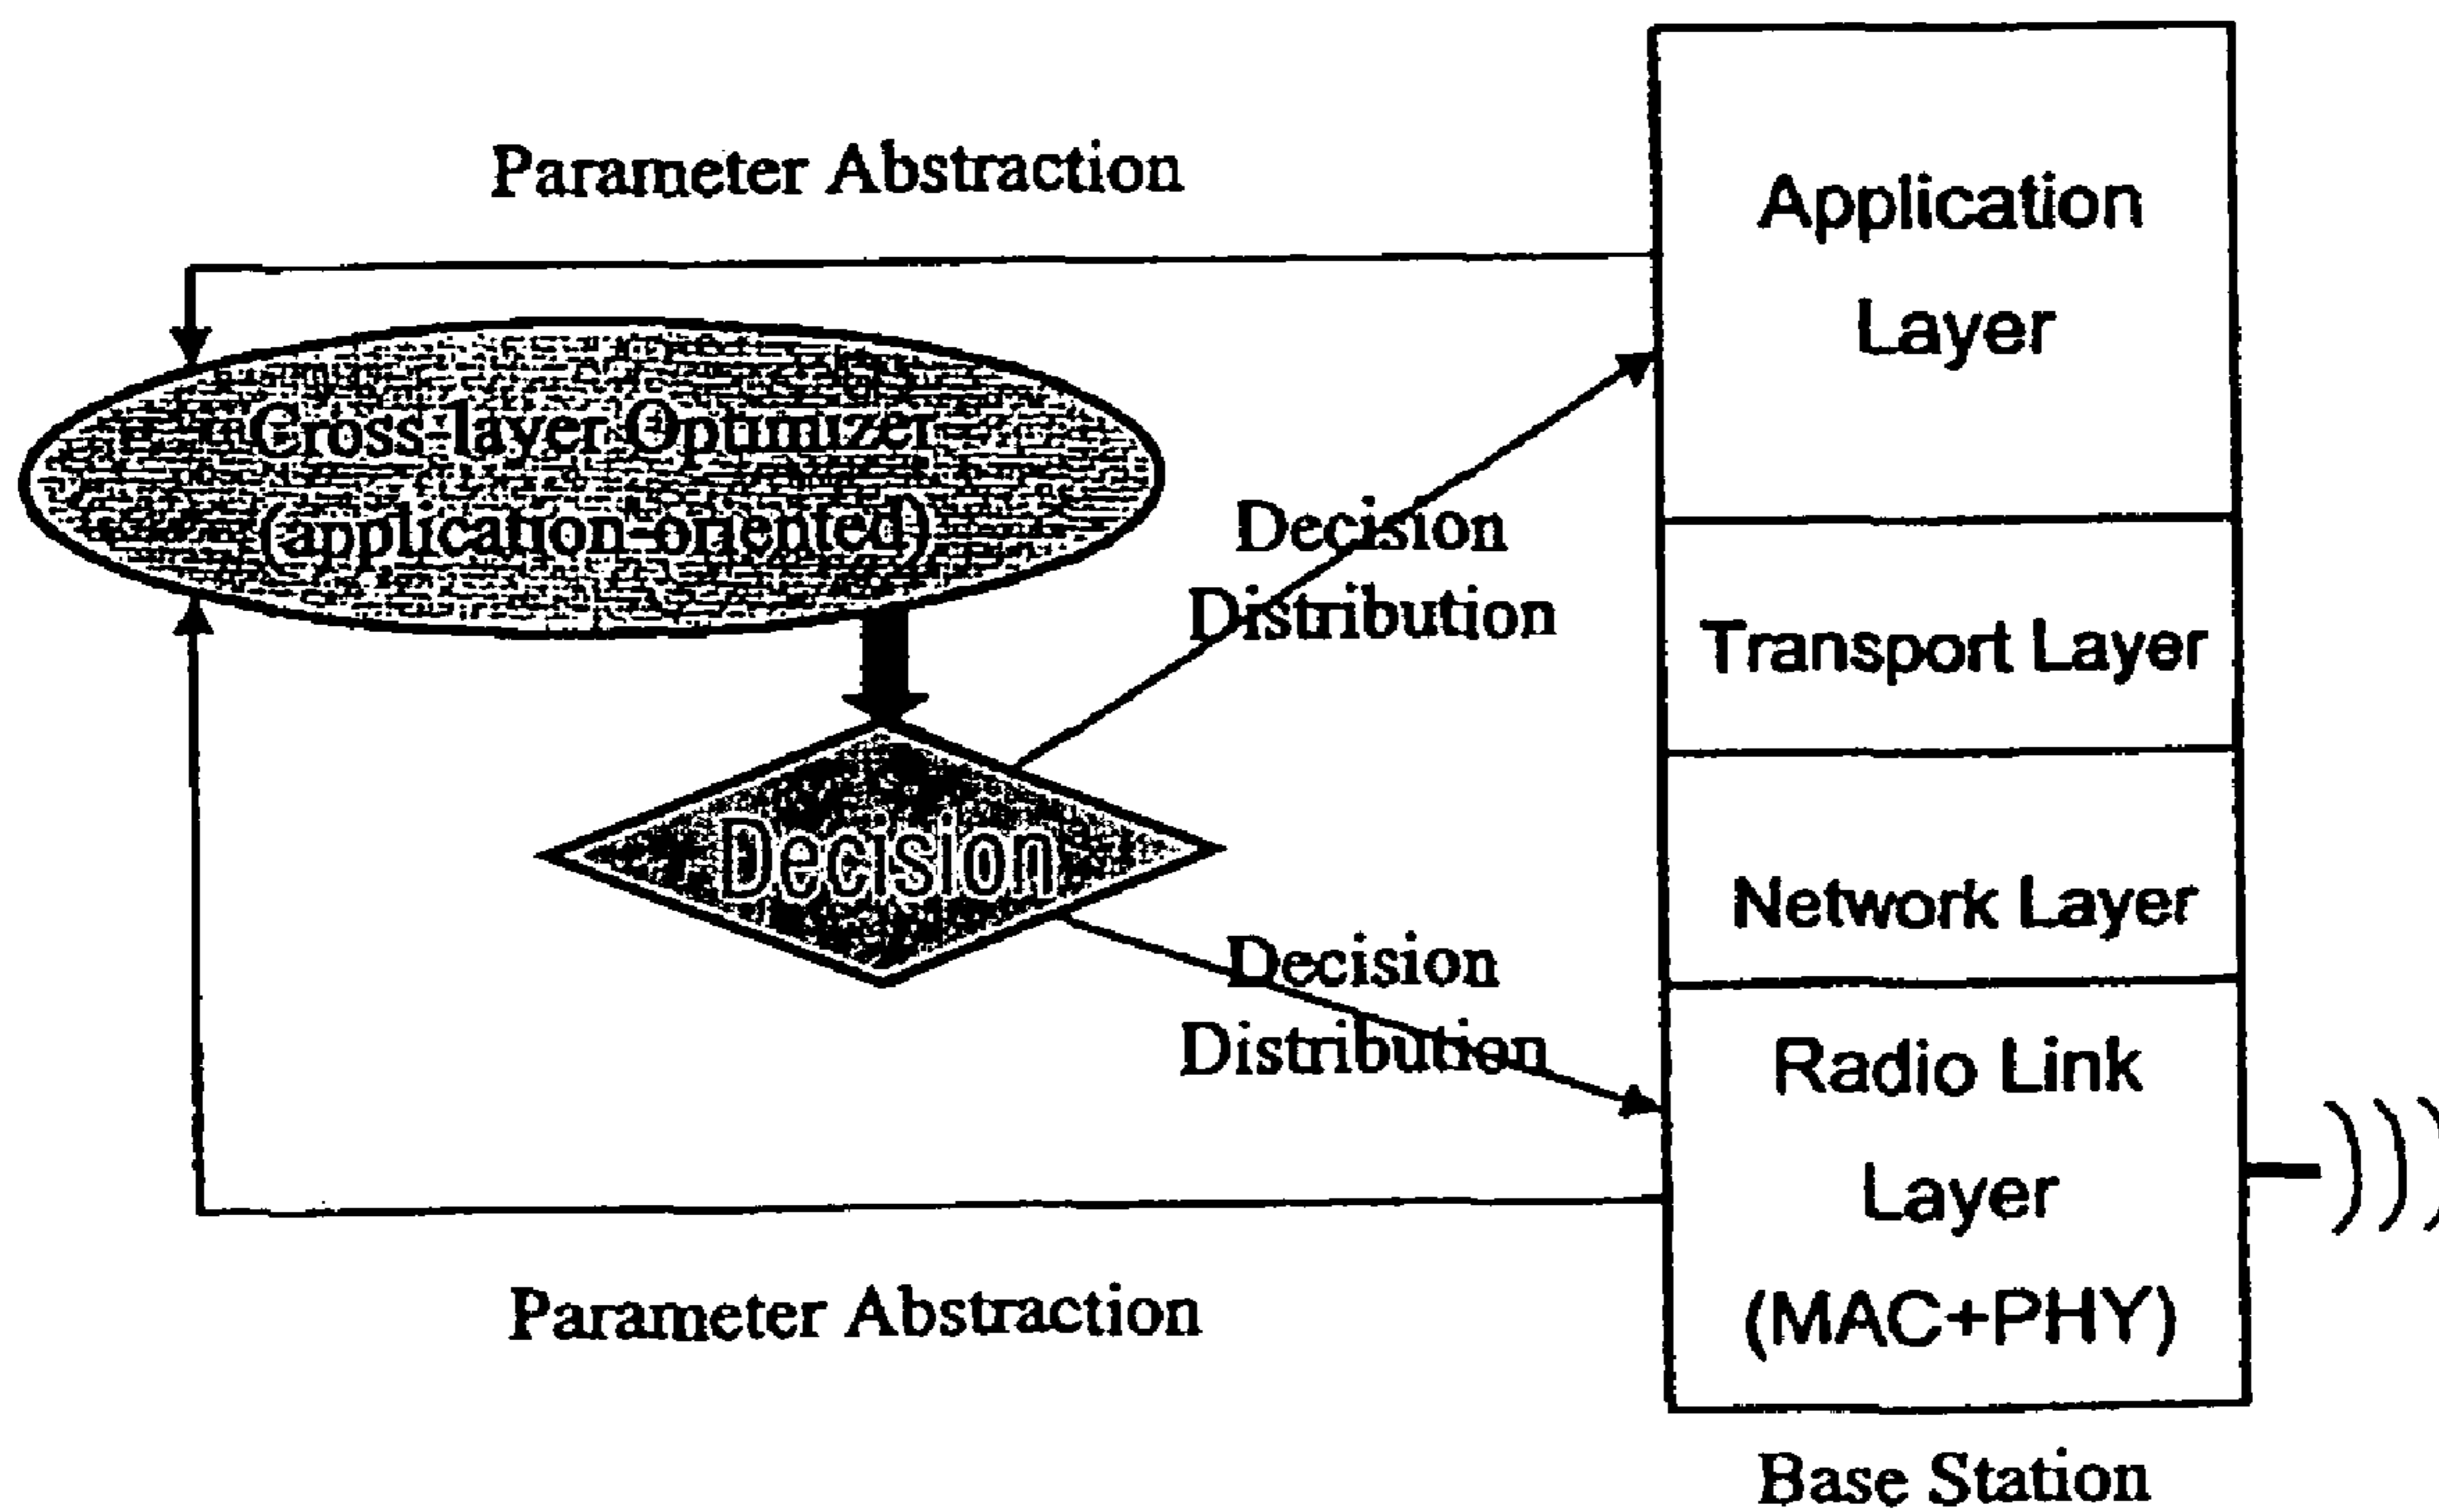 Parameter Abstraction
Cross-layer Optimizer
(application-oriented)
Decision
Distribution
Decision
Decision
Distribution
Parameter Abstraction
Application
Layer
Transport Layer
Network Layer
Radio Link
Layer
(MAC+PHY)
Base Station